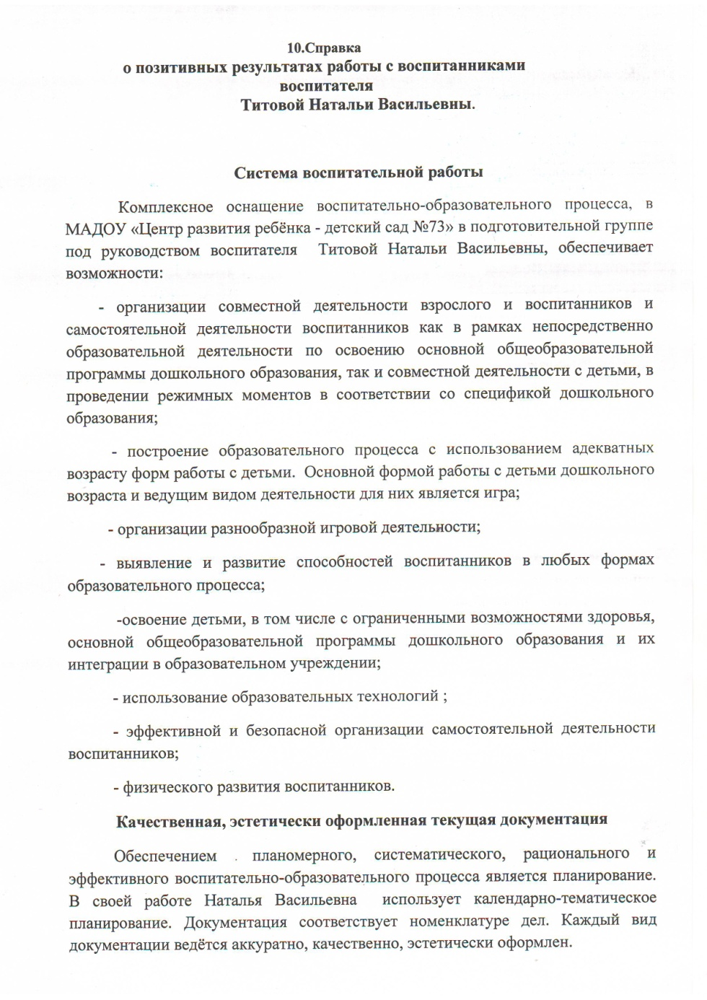 10.Справка
о позитивных результатах работы с воспитанниками
воспитателя
Титовой Натальи Васильевны.
Система воспитательной работы
Комплексное оснащение воспитательно-образовательного процесса, в
МАДОУ «Центр развития ребёнка - детский сад №73» в подготовительной группе
под руководством воспитателя Титовой Натальи Васильевны, обеспечивает
возможности:
- организации совместной деятельности взрослого и воспитанников и
самостоятельной деятельности воспитанников как в рамках непосредственно
образовательной деятельности по освоению основной общеобразовательной
программы дошкольного образования, так и совместной деятельности с детьми, в
проведении режимных моментов в соответствии со спецификой дошкольного
образования;
- построение образовательного процесса с использованием адекватных
возрасту форм работы с детьми. Основной формой работы с детьми дошкольного
возраста и ведущим видом деятельности для них является игра;
- организации разнообразной игровой деятельности;
- выявление и развитие способностей воспитанников в любых формах
образовательного процесса;
-освоение детьми, в том числе с ограниченными возможностями здоровья,
основной общеобразовательной программы дошкольного образования и их
интеграции в образовательном учреждении;
- использование образовательных технологий ;
- эффективной и безопасной организации самостоятельной деятельности
воспитанников;
- физического развития воспитанников.
Качественная, эстетически оформленная текущая документация
Обеспечением . планомерного, систематического, рационального и
эффективного воспитательно-образовательного процесса является планирование.
В своей работе Наталья Васильевна использует календарно-тематическое
планирование. Документация соответствует номенклатуре дел. Каждый вид
документации ведётся аккуратно, качественно, эстетически оформлен.